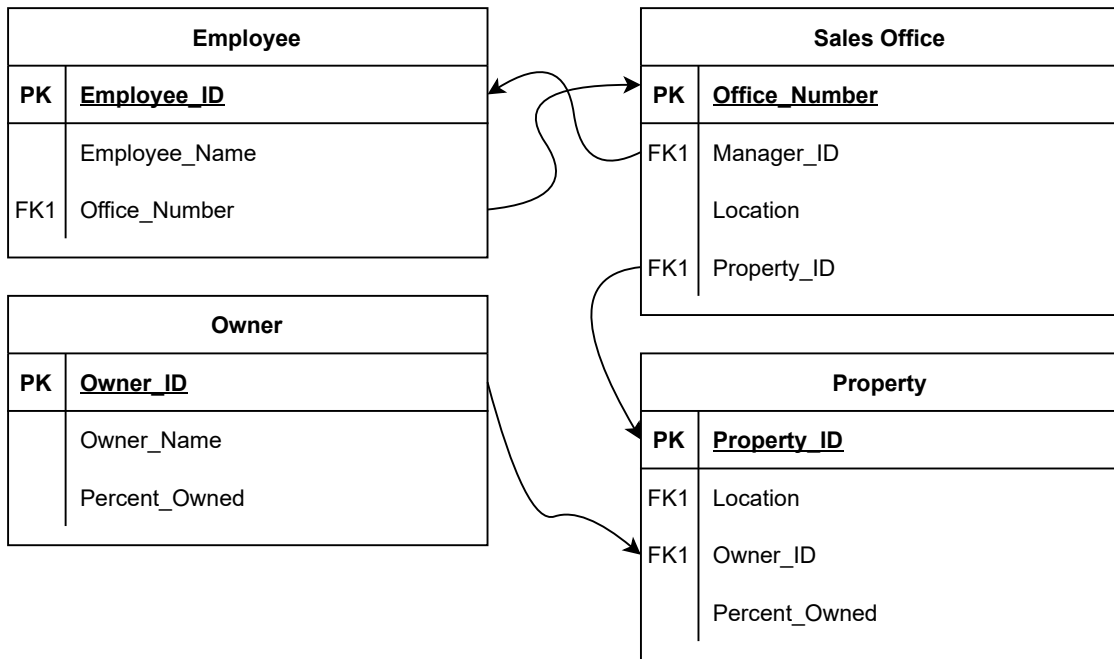 Employee
PK Employee_ID
Employee_Name
FK1 Office_Number
Sales Office
PK Office_Number
FK1 Manager_ID
Location
FK1 Property_ID
Owner
PK Owner_ID
Owner_Name
Percent_Owned
Property
PK Property_ID
FK1 Location
FK1 Owner_ID
Percent_Owned